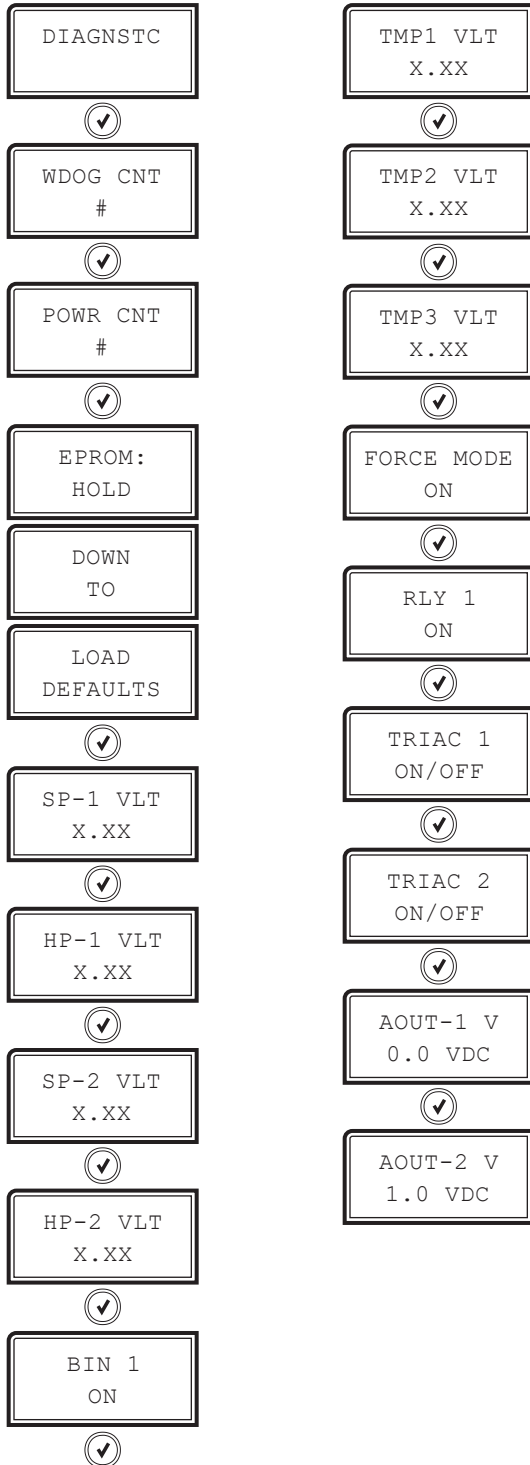 DIAGNSTC
WDOG CNT
#
POWR CNT
#
EPROM:
HOLD
DOWN
TO
LOAD
DEFAULTS
SP-1 VLT
X.XX
HP-1 VLT
X.XX
SP-2 VLT
X.XX
HP-2 VLT
X.XX
BIN 1
ON
TMP1 VLT
X.XX
TMP2 VLT
X.XX
TMP3 VLT
X.XX
FORCE MODE
ON
RLY 1
ON
TRIAC 1
ON/OFF
TRIAC 2
ON/OFF
AOUT-1 V
0.0 VDC
AOUT-2 V
1.0 VDC